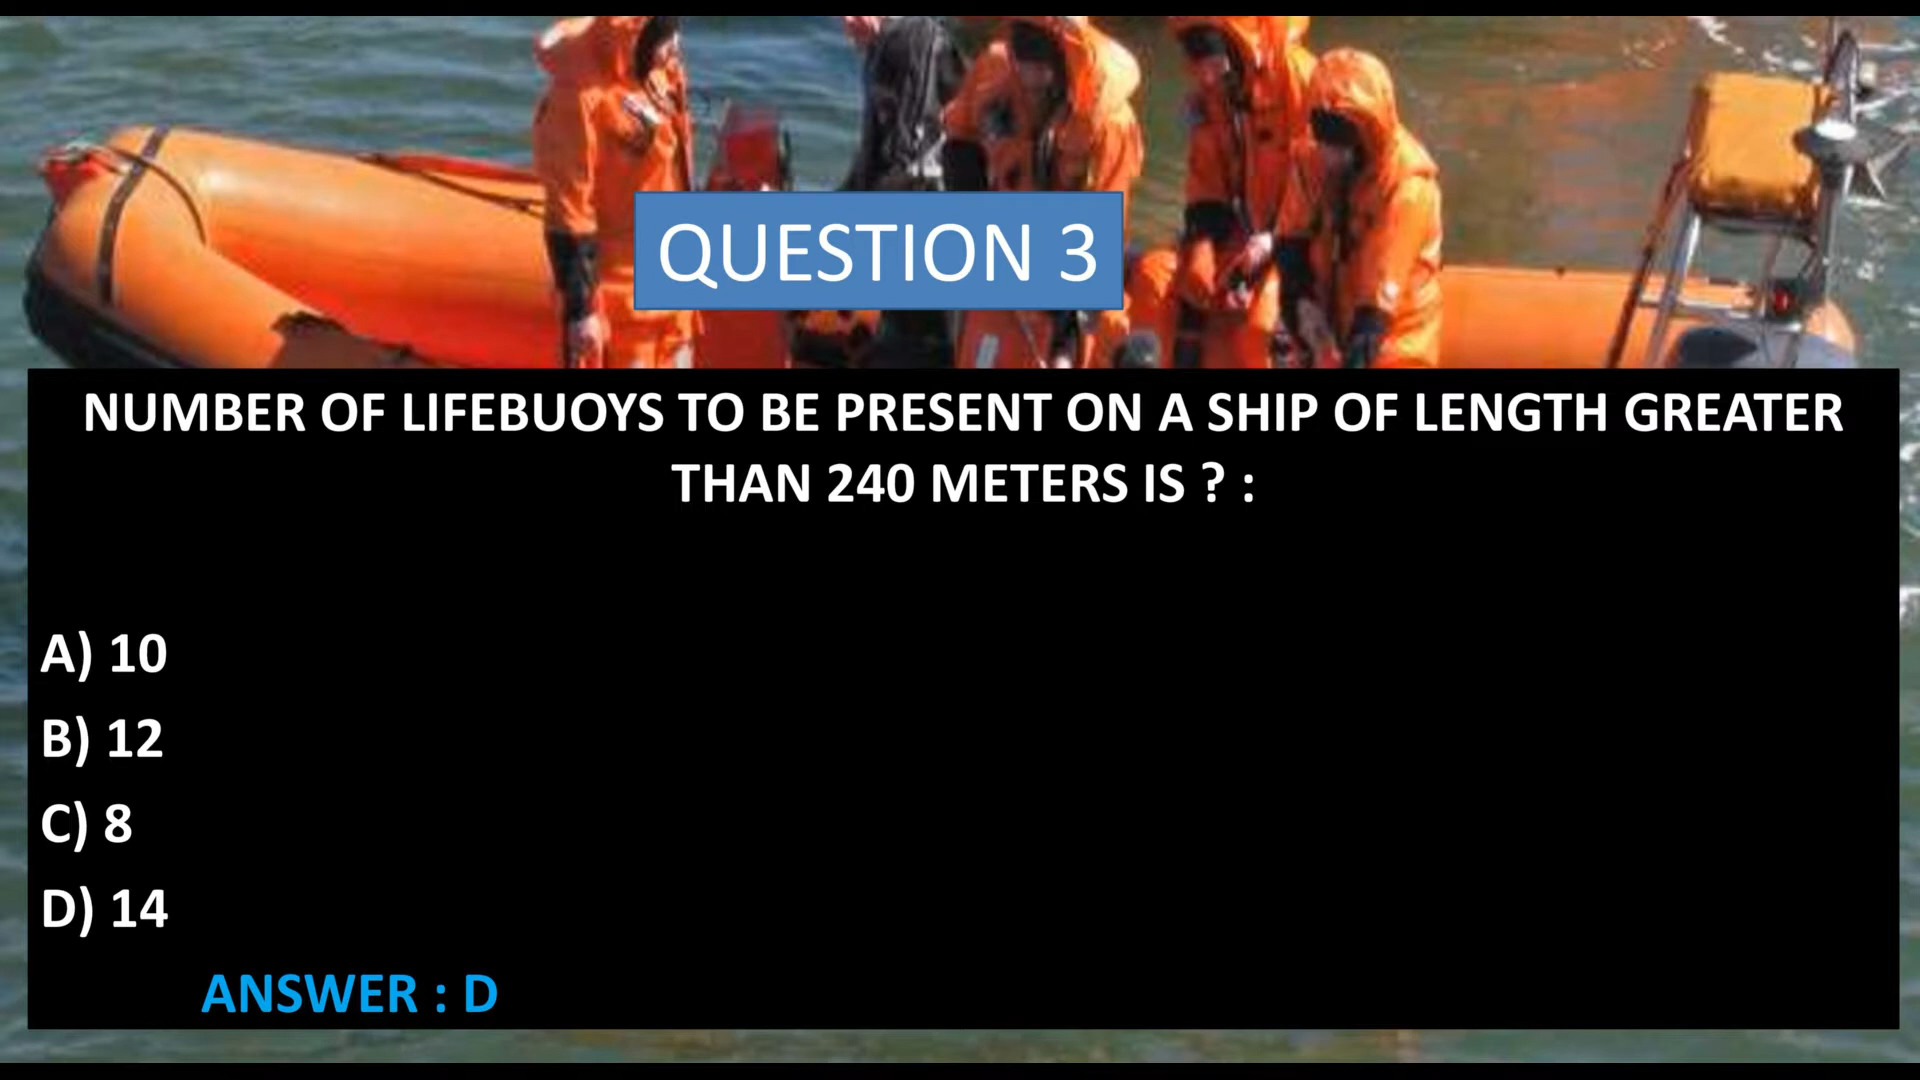 QUESTION 3
NUMBER OF LIFEBUOYS TO BE PRESENT ON A SHIP OF LENGTH GREATER
THAN 240 METERS IS ? :
A) 10
B) 12
C) 8
D) 14
ANSWER : D